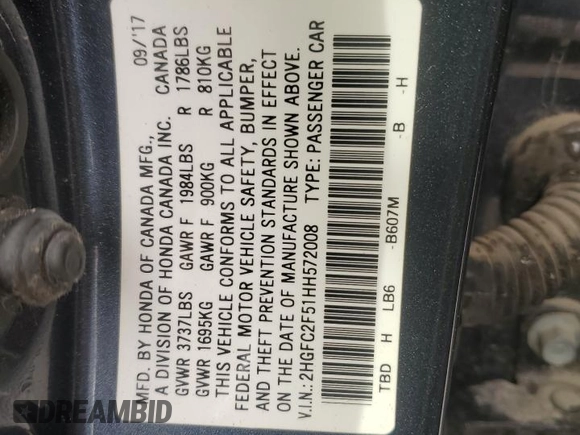 MFD. BY HONDA OF CANADA MFG., 09/'17
A DIVISION OF HONDA CANADA INC. CANADA
GVWR 3737LBS GAWR F 1984LBS R 1786LBS
GVWR 1695KG GAWR F 900KG R 810KG
THIS VEHICLE CONFORMS TO ALL APPLICABLE
FEDERAL MOTOR VEHICLE SAFETY, BUMPER,
AND THEFT PREVENTION STANDARDS IN EFFECT
ON THE DATE OF MANUFACTURE SHOWN ABOVE.
V.I.N.: 2HGFC2F51HH572008 TYPE: PASSENGER CAR
TBD H LB6 -B607M -B -H
DREAMBID